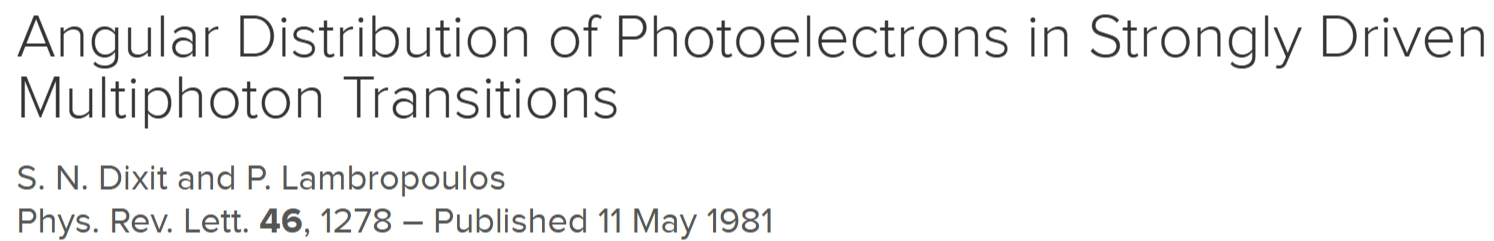 Angular Distribution of Photoelectrons in Strongly Driven
Multiphoton Transitions
S. N. Dixit and P. Lambropoulos
Phys. Rev. Lett. 46, 1278 – Published 11 May 1981